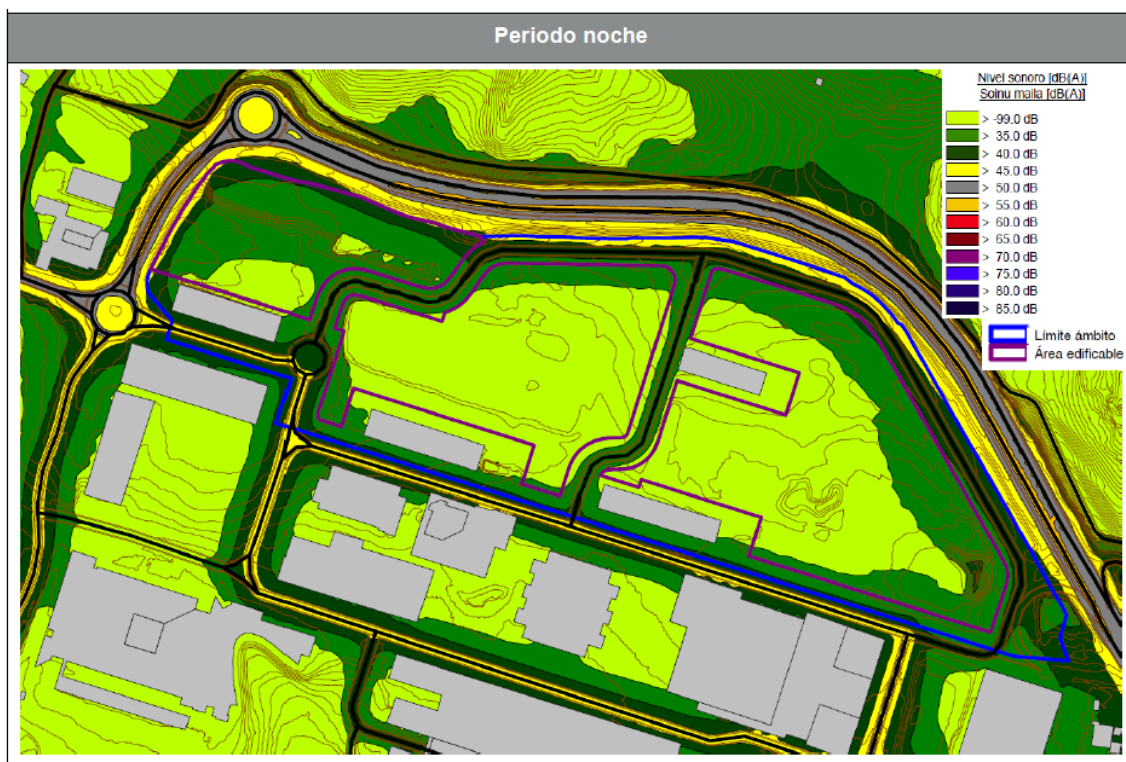 Periodo noche
Nivel sonoro [dB(A)]
Soinu maila [dB(A)]
> -99.0 dB
> 35.0 dB
> 40.0 dB
> 45.0 dB
> 50.0 dB
> 55.0 dB
> 60.0 dB
> 65.0 dB
> 70.0 dB
> 75.0 dB
> 80.0 dB
> 85.0 dB
Límite ámbito
Área edificable